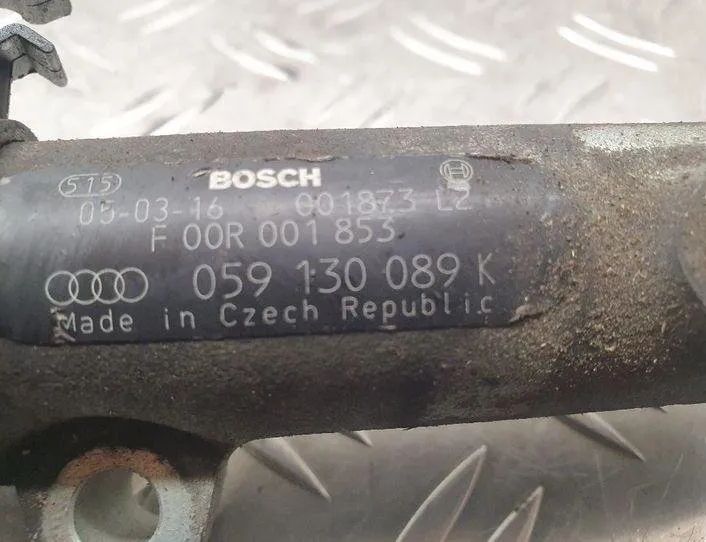 515 BOSCH
05-03-16 001873 L2
F 00R 001 853
059 130 089 K
Made in Czech Republic